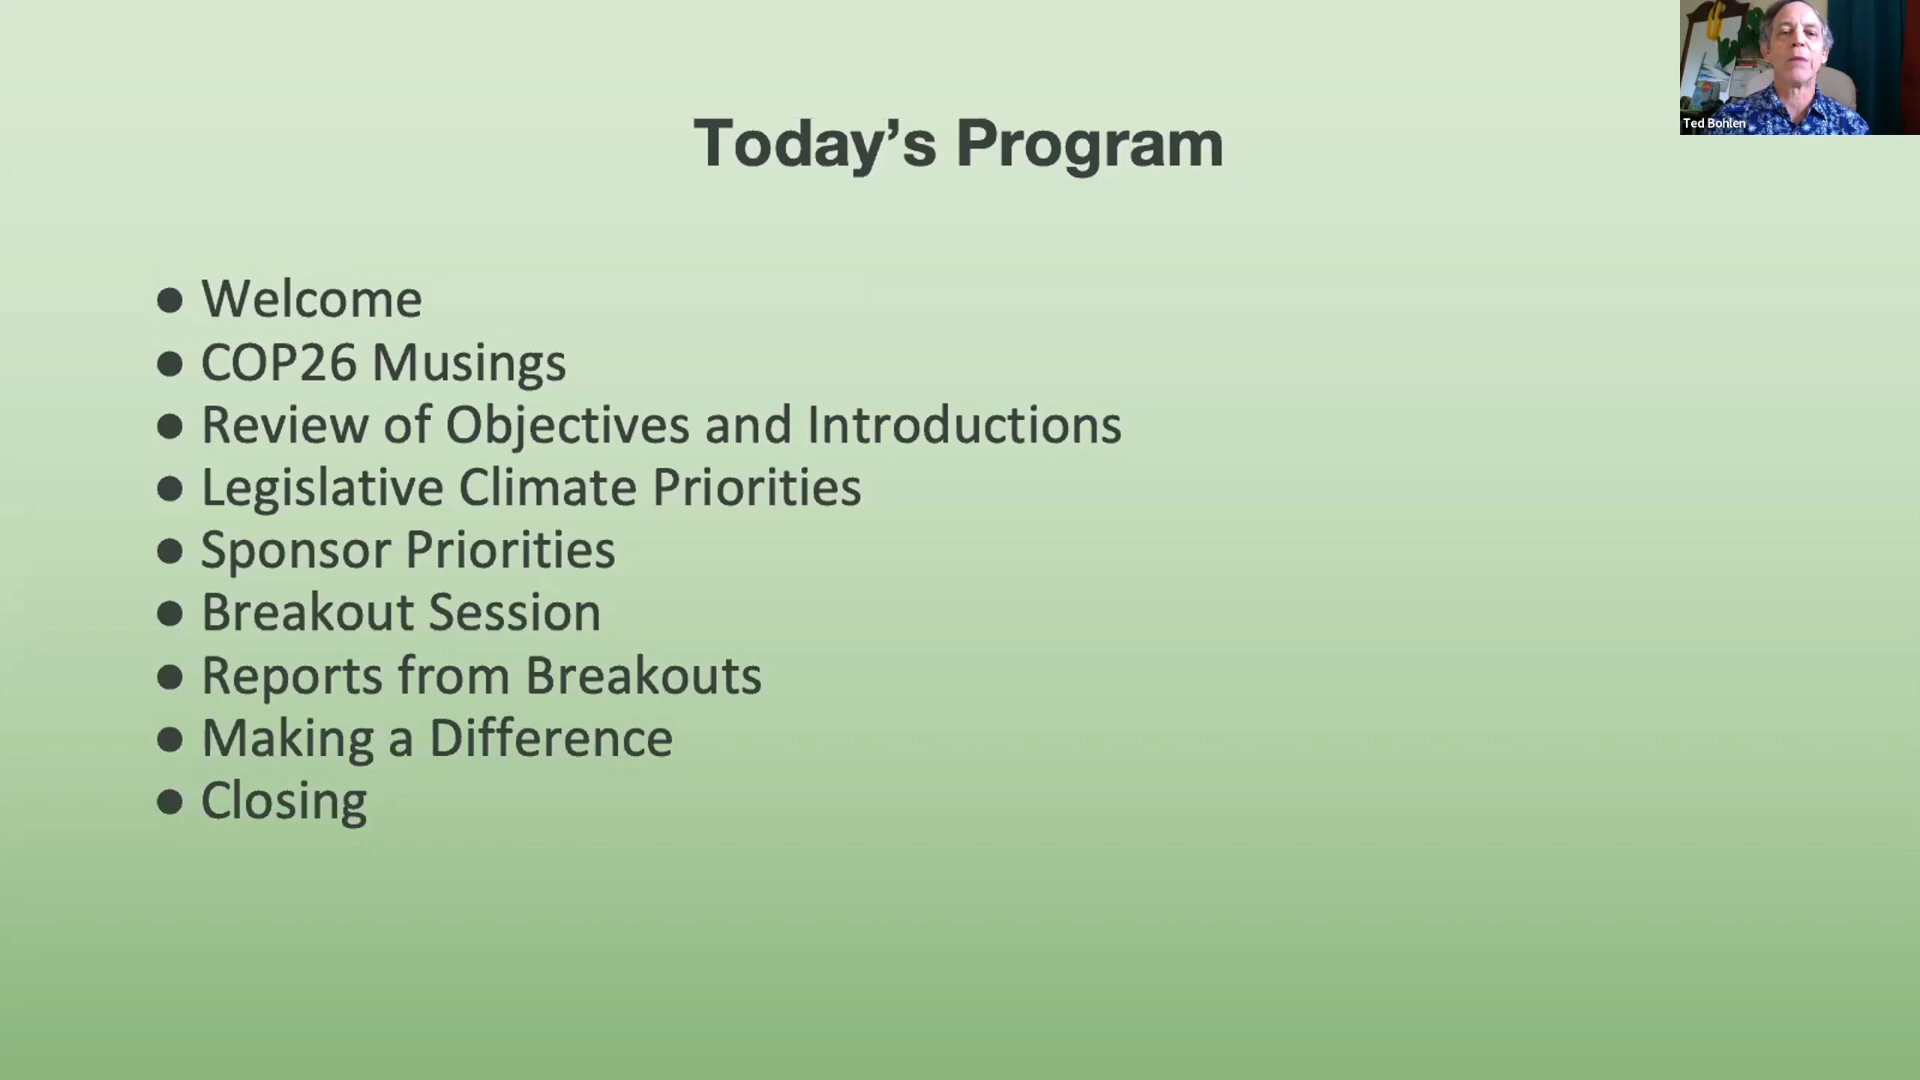 Today’s Program
● Welcome
● COP26 Musings
● Review of Objectives and Introductions
● Legislative Climate Priorities
● Sponsor Priorities
● Breakout Session
● Reports from Breakouts
● Making a Difference
● Closing
Ted Bohlen